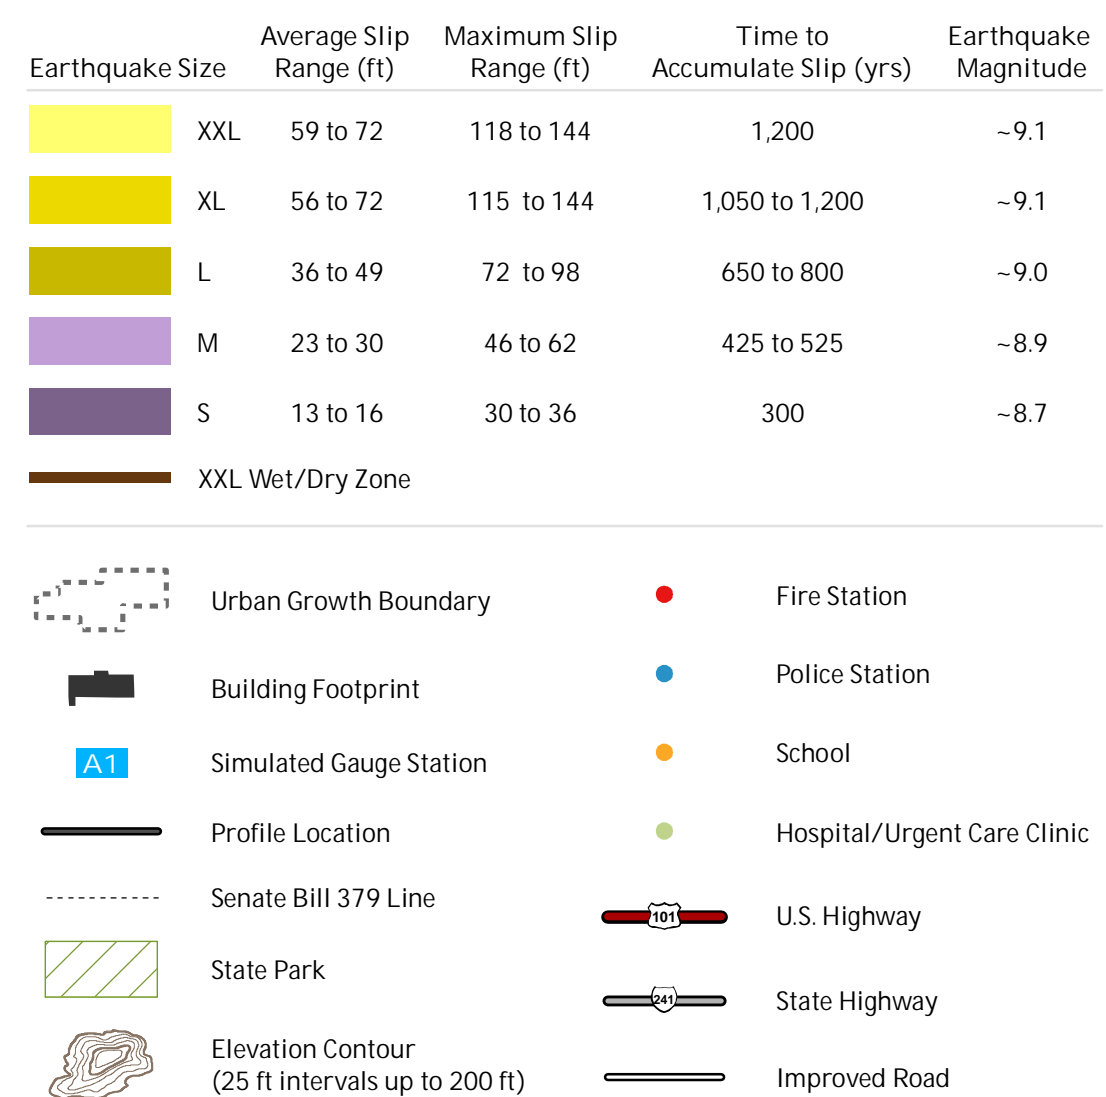 Earthquake Size Average Slip Range (ft) Maximum Slip Range (ft) Time to Accumulate Slip (yrs) Earthquake Magnitude
XXL 59 to 72 118 to 144 1,200 ~9.1
XL 56 to 72 115 to 144 1,050 to 1,200 ~9.1
L 36 to 49 72 to 98 650 to 800 ~9.0
M 23 to 30 46 to 62 425 to 525 ~8.9
S 13 to 16 30 to 36 300 ~8.7
XXL Wet/Dry Zone
Urban Growth Boundary
Building Footprint
A1 Simulated Gauge Station
Profile Location
Senate Bill 379 Line
State Park
Elevation Contour
(25 ft intervals up to 200 ft)
Fire Station
Police Station
School
Hospital/Urgent Care Clinic
101 U.S. Highway
241 State Highway
Improved Road